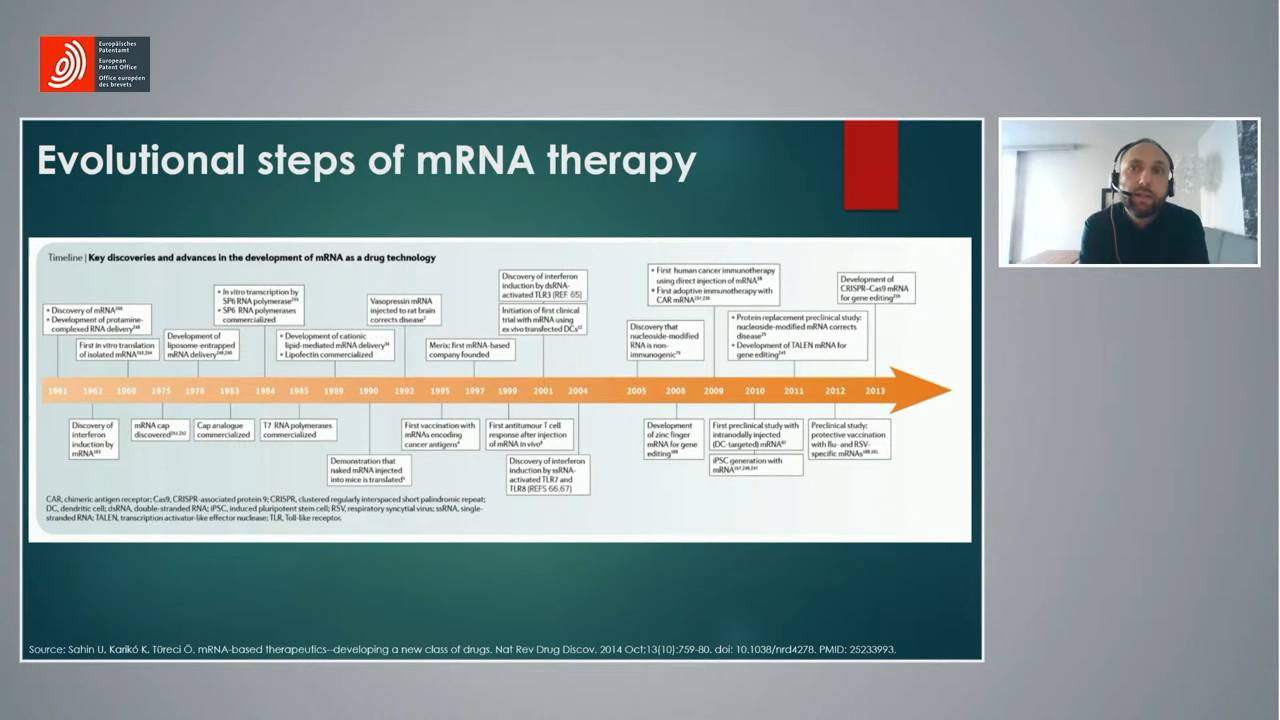 Europäisches
Patentamt
European
Patent Office
Office européen
des brevets
Evolutional steps of mRNA therapy
Timeline | Key discoveries and advances in the development of mRNA as a drug technology
• Discovery of mRNA
• Development of protamine-
complexed RNA delivery
First in vitro translation
of isolated mRNA
Development of
liposome-entrapped
mRNA delivery
• In vitro transcription by
SP6 RNA polymerase
• SP6 RNA polymerases
commercialized
• Development of cationic
lipid-mediated mRNA delivery
• Lipofectin commercialized
Vasopressin mRNA
injected to rat brain
corrects disease
Merix: first mRNA-based
company founded
Discovery of interferon
induction by dsRNA-
activated TLR3 (REF. 65)
Initiation of first clinical
trial with mRNA using
ex vivo transfected DCs
Discovery that
nucleoside-modified
RNA is non-
immunogenic
• First human cancer immunotherapy
using direct injection of mRNA
• First adoptive immunotherapy with
CAR mRNA
• Protein replacement preclinical study:
nucleoside-modified mRNA corrects
disease
• Development of TALEN mRNA for
gene editing
Development of
CRISPR–Cas9 mRNA
for gene editing
1961 1963 1969 1975 1978 1983 1984 1985 1989 1990 1992 1995 1997 1999 2001 2004 2005 2008 2009 2010 2011 2012 2013
Discovery of
interferon
induction by
mRNA
mRNA cap
discovered
Cap analogue
commercialized
T7 RNA polymerases
commercialized
Demonstration that
naked mRNA injected
into mice is translated
First vaccination with
mRNAs encoding
cancer antigens
First antitumour T cell
response after injection
of mRNA in vivo
Discovery of interferon
induction by ssRNA-
activated TLR7 and
TLR8 (REFS 66,67)
Development
of zinc finger
mRNA for gene
editing
First preclinical study with
intranodally injected
(DC-targeted) mRNA
iPSC generation with
mRNA
Preclinical study:
protective vaccination
with flu- and RSV-
specific mRNAs
CAR, chimeric antigen receptor; Cas9, CRISPR-associated protein 9; CRISPR, clustered regularly interspaced short palindromic repeat;
DC, dendritic cell; dsRNA, double-stranded RNA; iPSC, induced pluripotent stem cell; RSV, respiratory syncytial virus; ssRNA, single-
stranded RNA; TALEN, transcription activator-like effector nuclease; TLR, Toll-like receptor.
Source: Sahin U, Karikó K, Türeci Ö. mRNA-based therapeutics--developing a new class of drugs. Nat Rev Drug Discov. 2014 Oct;13(10):759-80. doi: 10.1038/nrd4278. PMID: 25233993.